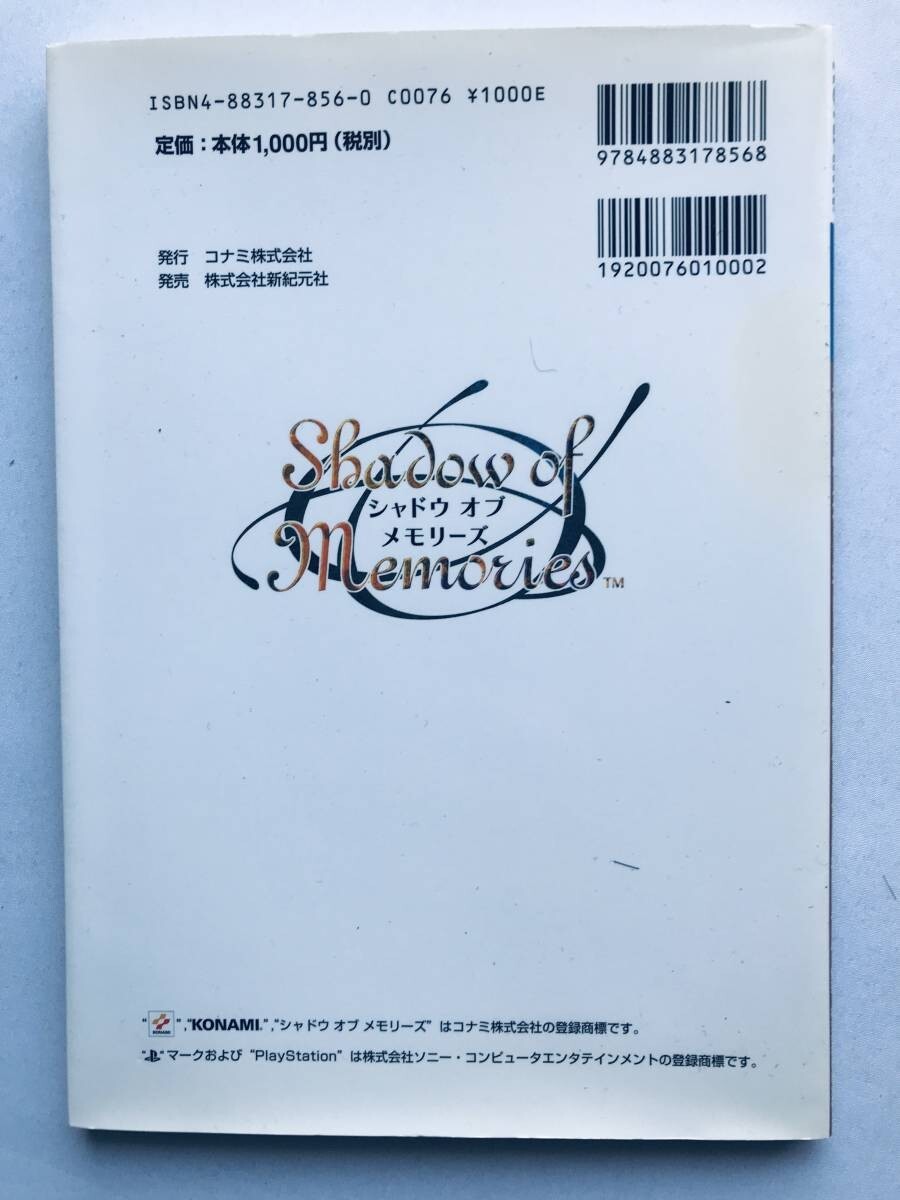 ISBN4-88317-856-0 C0076 ¥1000E
定価：本体1,000円（税別）
9784883178568
1920076010002
発行 コナミ株式会社
発売 株式会社新紀元社
Shadow of
シャドウ オブ
メモリーズ
Memories™
"KONAMI","KONAMI®","シャドウ オブ メモリーズ"はコナミ株式会社の登録商標です。
" "マークおよび "PlayStation"は株式会社ソニー・コンピュータエンタテインメントの登録商標です。